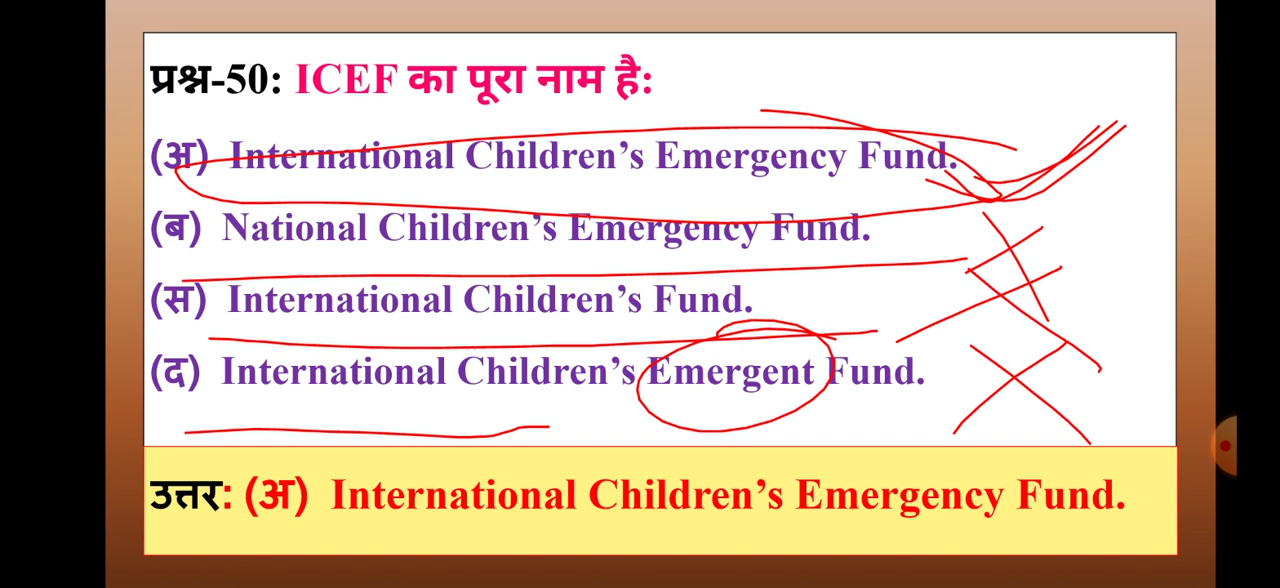 प्रश्न-50: ICEF का पूरा नाम है:
(अ) International Children’s Emergency Fund.
(ब) National Children’s Emergency Fund.
(स) International Children’s Fund.
(द) International Children’s Emergent Fund.
उत्तर: (अ) International Children’s Emergency Fund.